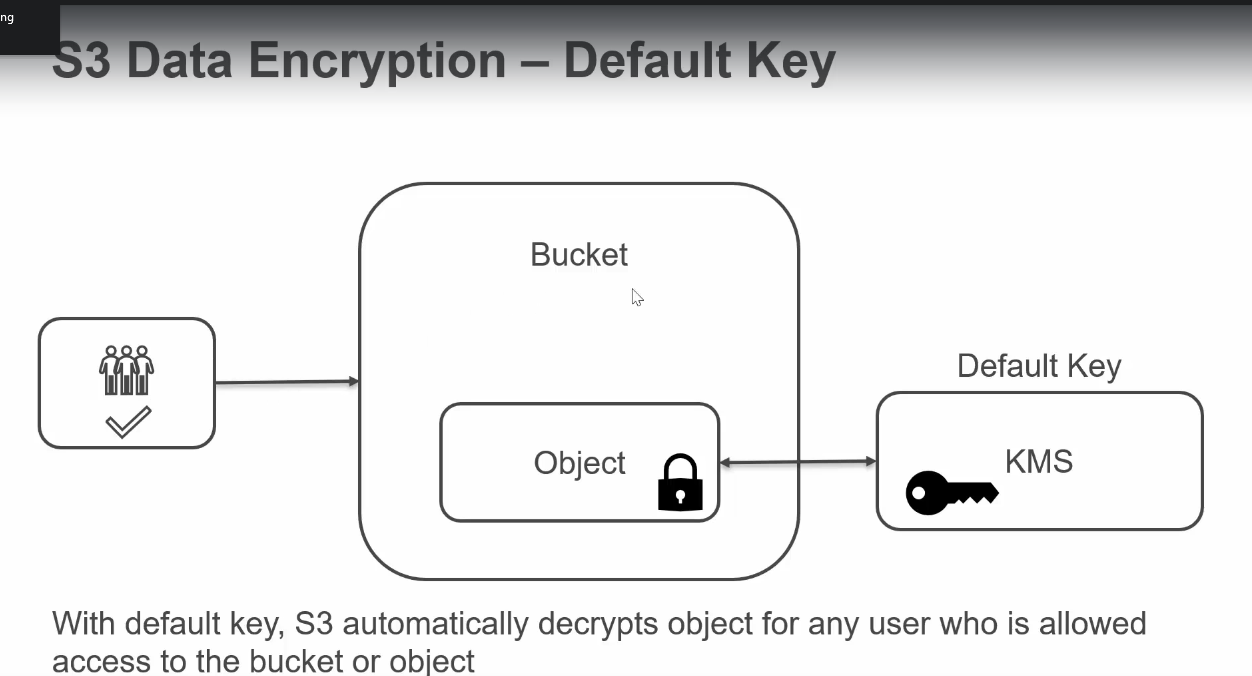 ng
S3 Data Encryption – Default Key
Bucket
Default Key
Object
KMS
With default key, S3 automatically decrypts object for any user who is allowed
access to the bucket or object